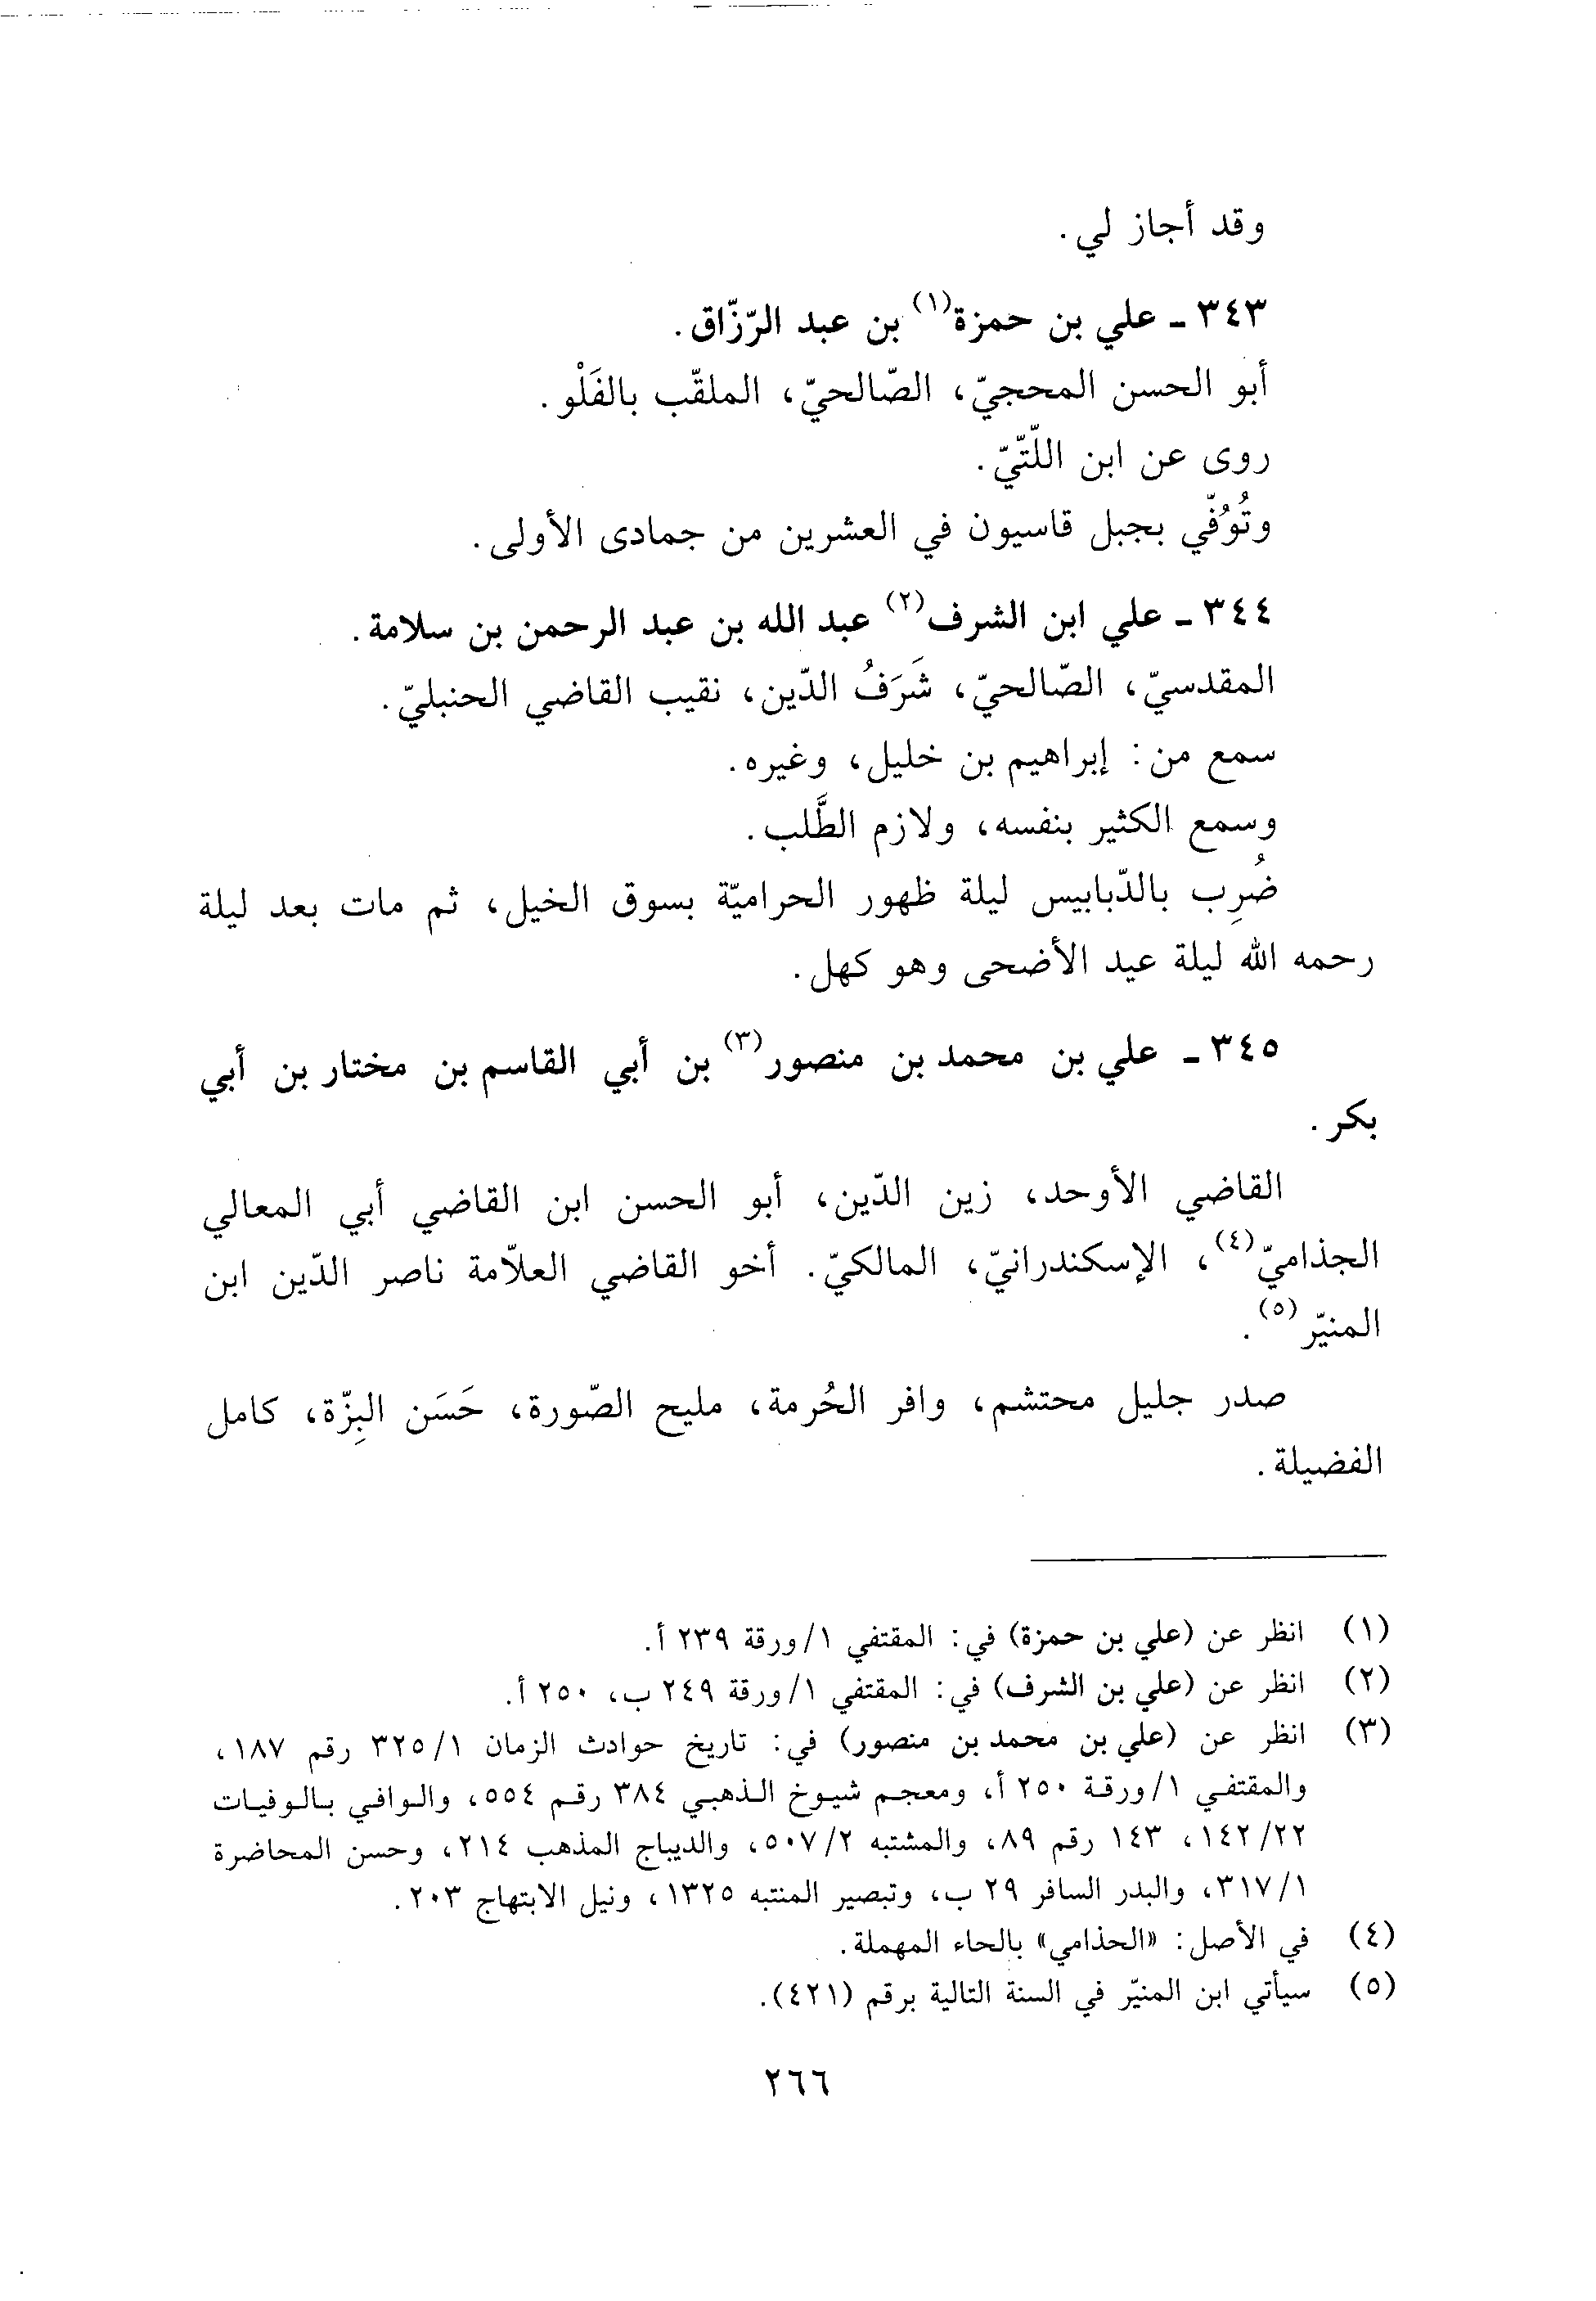 وقد أجاز لي.
٣٤٣ ـ علي بن حمزة(١) بن عبد الرّزّاق.
أبو الحسن المحجيّ، الصّالحيّ، الملقّب بالفَلْو.
روى عن ابن اللّتّيّ.
وتُوُفّي بجبل قاسيون في العشرين من جمادى الأولى.
٣٤٤ ـ علي ابن الشرف(٢) عبد الله بن عبد الرحمن بن سلامة.
المقدسيّ، الصّالحيّ، شَرَفُ الدّين، نقيب القاضي الحنبليّ.
سمع من: إبراهيم بن خليل، وغيره.
وسمع الكثير بنفسه، ولازم الطَّلب.
ضُرِب بالدّبابيس ليلة ظهور الحراميّة بسوق الخيل، ثم مات بعد ليلة
رحمه الله ليلة عيد الأضحى وهو كهل.
٣٤٥ ـ علي بن محمد بن منصور(٣) بن أبي القاسم بن مختار بن أبي
بكر.
القاضي الأوحد، زين الدّين، أبو الحسن ابن القاضي أبي المعالي
الجذاميّ(٤)، الإسكندرانيّ، المالكيّ. أخو القاضي العلاّمة ناصر الدّين ابن
المنيّر(٥).
صدر جليل محتشم، وافر الحُرمة، مليح الصّورة، حَسَن البِزّة، كامل
الفضيلة.
(١) انظر عن (علي بن حمزة) في: المقتفي ١/ورقة ٢٣٩ أ.
(٢) انظر عن (علي بن الشرف) في: المقتفي ١/ورقة ٢٤٩ ب، ٢٥٠ أ.
(٣) انظر عن (علي بن محمد بن منصور) في: تاريخ حوادث الزمان ١/٣٢٥ رقم ١٨٧،
والمقتفي ١/ورقة ٢٥٠ أ، ومعجم شيوخ الذهبي ٣٨٤ رقم ٥٥٤، والوافي بالوفيات
٢٢/١٤٢، ١٤٣ رقم ٨٩، والمشتبه ٢/٥٠٧، والديباج المذهب ٢١٤، وحسن المحاضرة
١/٣١٧، والبدر السافر ٢٩ ب، وتبصير المنتبه ١٣٢٥، ونيل الابتهاج ٢٠٣.
(٤) في الأصل: «الحذامي» بالحاء المهملة.
(٥) سيأتي ابن المنيّر في السنة التالية برقم (٤٢١).
٢٦٦